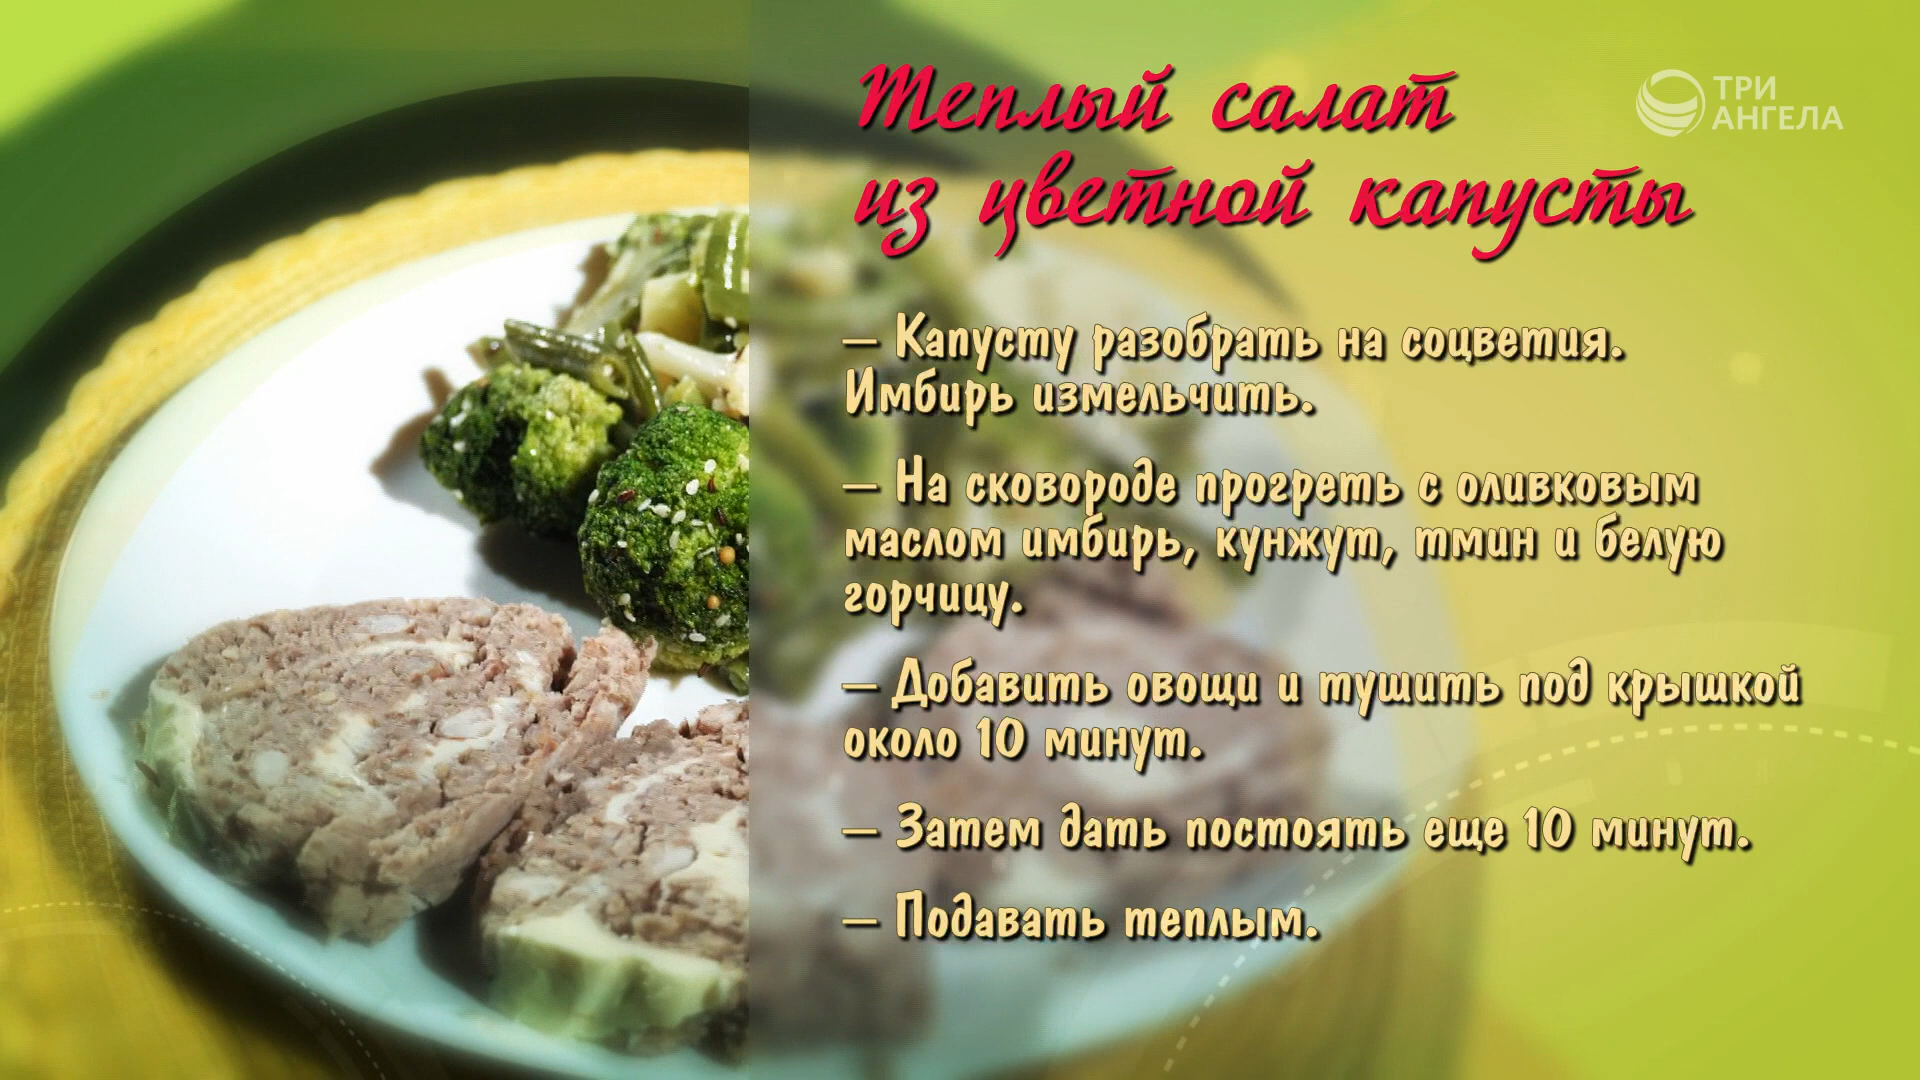 Теплый салат
из цветной капусты
ТРИ
АНГЕЛА
– Капусту разобрать на соцветия.
Имбирь измельчить.
– На сковороде прогреть с оливковым
маслом имбирь, кунжут, тмин и белую
горчицу.
– Добавить овощи и тушить под крышкой
около 10 минут.
– Затем дать постоять еще 10 минут.
– Подавать теплым.